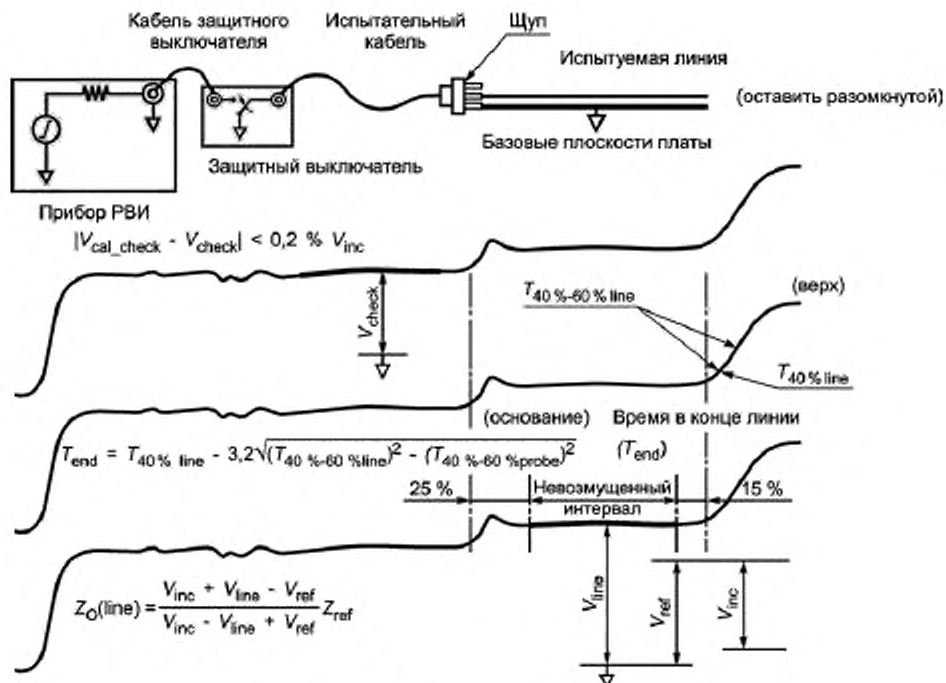 Кабель защитного
выключателя
Испытательный
кабель
Щуп
Испытуемая линия
(оставить разомкнутой)
Базовые плоскости платы
Защитный выключатель
Прибор РВИ
|V_cal_check - V_check| < 0,2 % V_inc
V_check
T_40 %-60 % line
(верх)
T_40 % line
(основание)
Время в конце линии
T_end = T_40 % line - 3,2√(T_40 %-60 %line)² - (T_40 %-60 %probe)²
(T_end)
25 %
Невозмущенный
интервал
15 %
V_line
V_ref
V_inc
Z_O(line) = (V_inc + V_line - V_ref) / (V_inc - V_line + V_ref) Z_ref